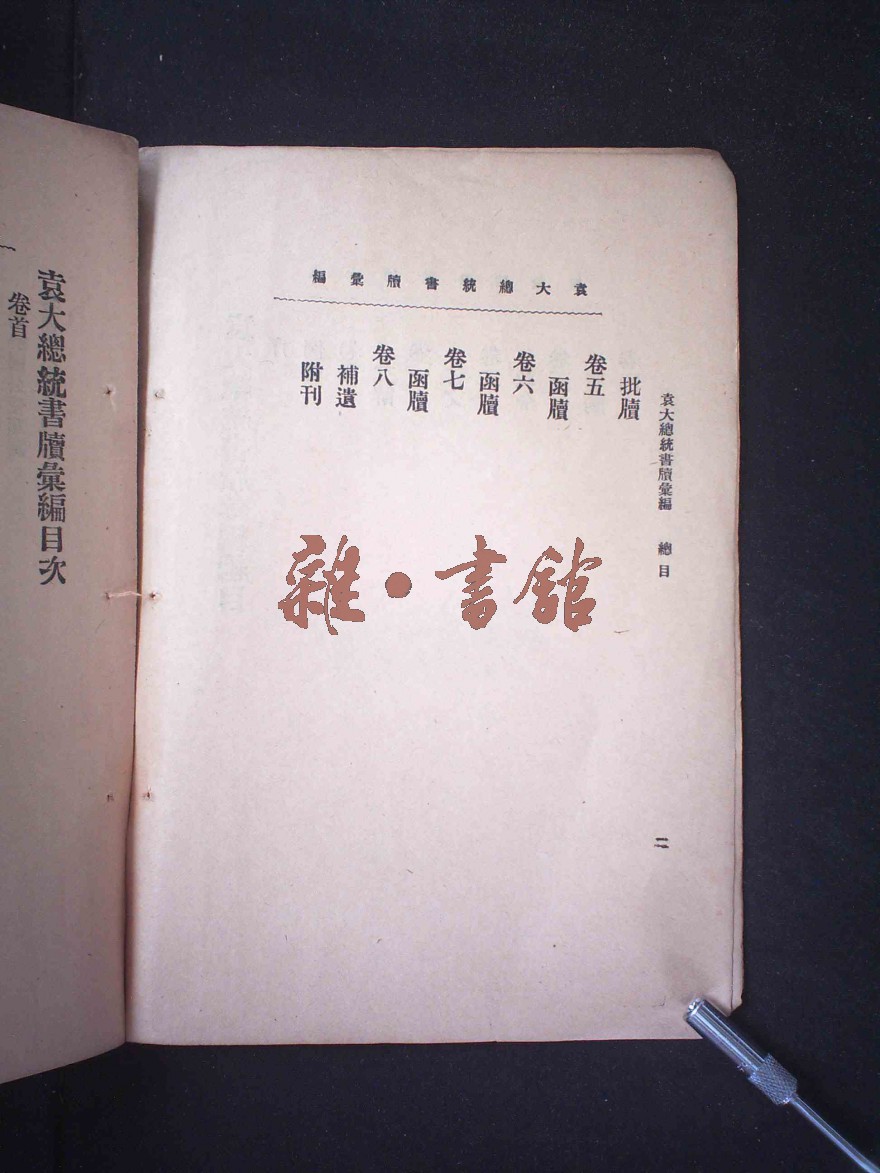 袁大總統書牘彙編
袁大總統書牘彙編 總目
二
批牘
卷五
函牘
卷六
函牘
卷七
函牘
卷八
補遺
附刊
雜·書館
袁大總統書牘彙編目次
卷首